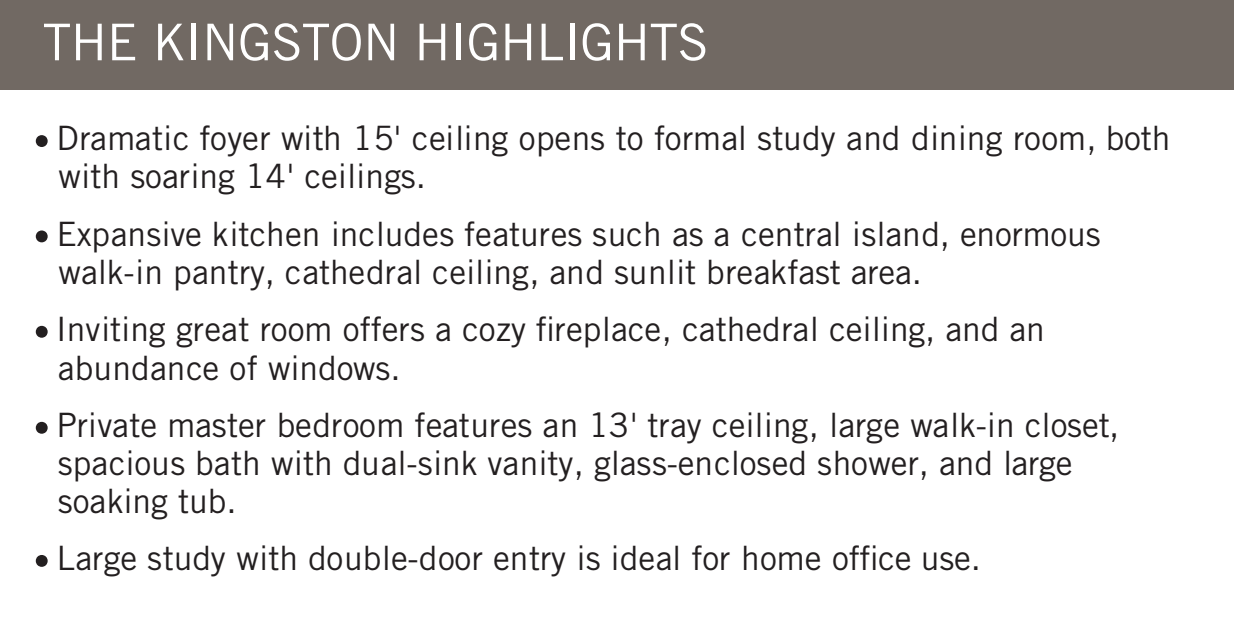 THE KINGSTON HIGHLIGHTS
• Dramatic foyer with 15' ceiling opens to formal study and dining room, both
with soaring 14' ceilings.
• Expansive kitchen includes features such as a central island, enormous
walk-in pantry, cathedral ceiling, and sunlit breakfast area.
• Inviting great room offers a cozy fireplace, cathedral ceiling, and an
abundance of windows.
• Private master bedroom features an 13' tray ceiling, large walk-in closet,
spacious bath with dual-sink vanity, glass-enclosed shower, and large
soaking tub.
• Large study with double-door entry is ideal for home office use.